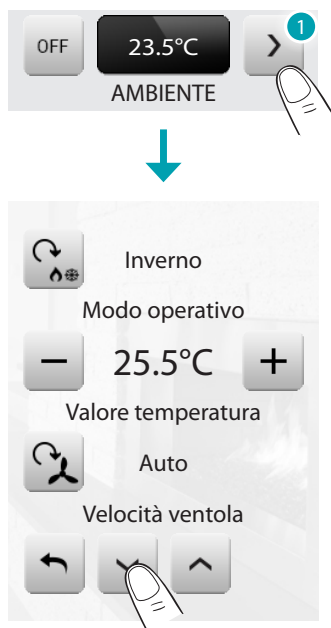 OFF 23.5°C 1
AMBIENTE
Inverno
Modo operativo
25.5°C
Valore temperatura
Auto
Velocità ventola